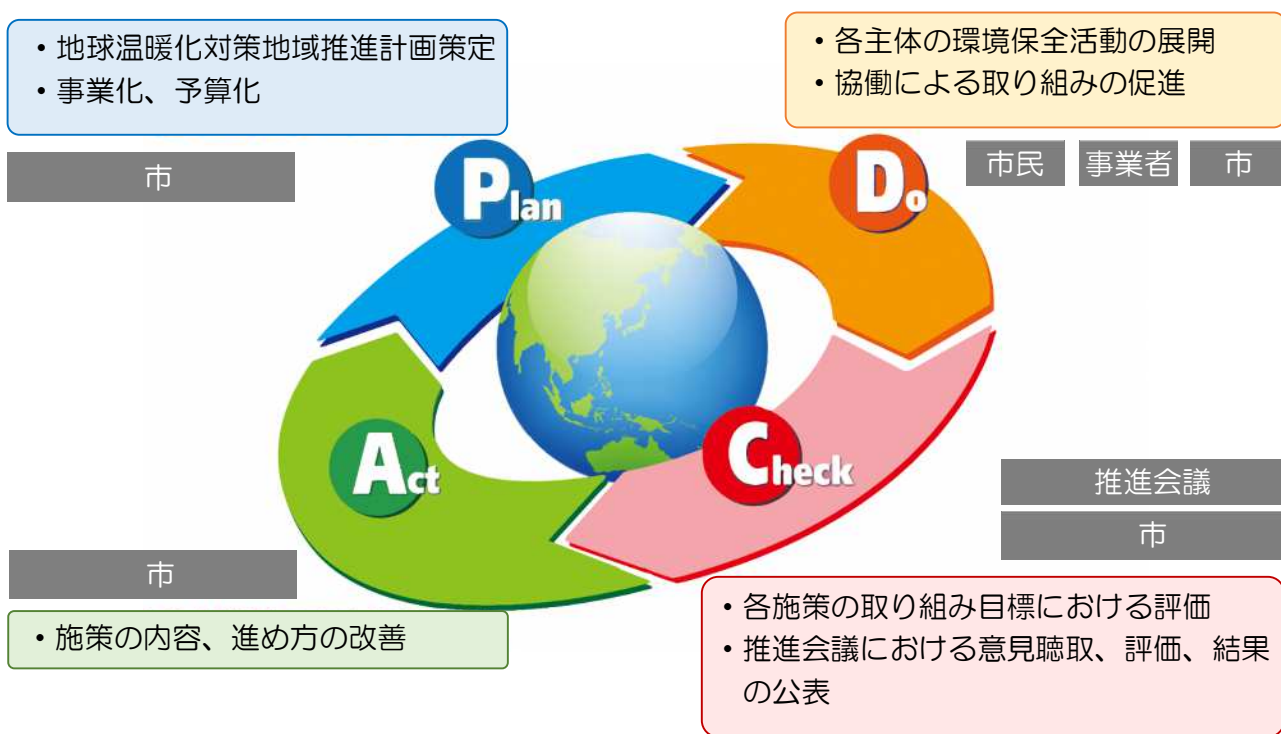 ・地球温暖化対策地域推進計画策定
・事業化、予算化
市
Plan
・各主体の環境保全活動の展開
・協働による取り組みの促進
市民
事業者
市
Do
Check
推進会議
市
・各施策の取り組み目標における評価
・推進会議における意見聴取、評価、結果
の公表
Act
市
・施策の内容、進め方の改善